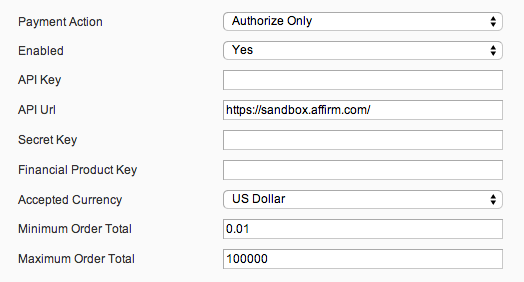 Payment Action Authorize Only
Enabled Yes
API Key
API Url https://sandbox.affirm.com/
Secret Key
Financial Product Key
Accepted Currency US Dollar
Minimum Order Total 0.01
Maximum Order Total 100000